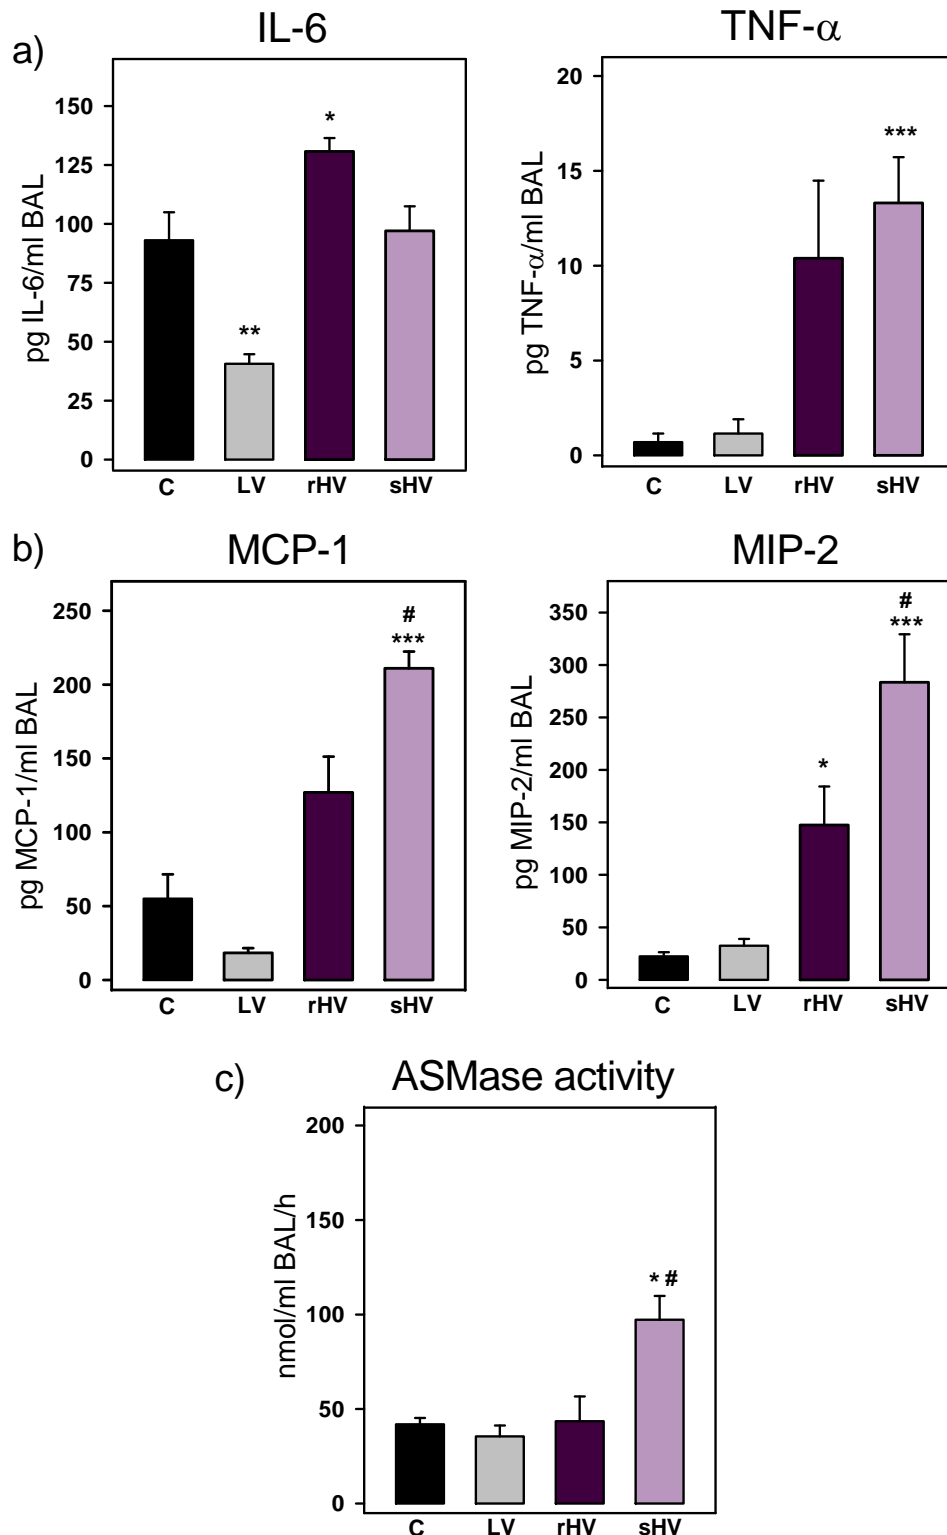 a)
IL-6
pg IL-6/ml BAL
150
125
100
75
50
25
0
*
**
C LV rHV sHV
TNF-α
pg TNF-α/ml BAL
20
15
10
5
0
***
C LV rHV sHV
b)
MCP-1
pg MCP-1/ml BAL
250
200
150
100
50
0
#
***
C LV rHV sHV
MIP-2
pg MIP-2/ml BAL
350
300
250
200
150
100
50
0
#
***
*
C LV rHV sHV
c)
ASMase activity
nmol/ml BAL/h
200
150
100
50
0
* #
C LV rHV sHV